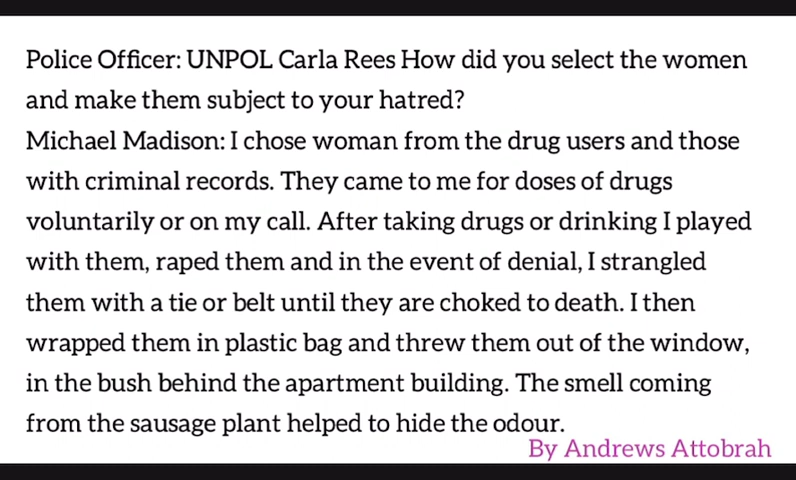 Police Officer: UNPOL Carla Rees How did you select the women
and make them subject to your hatred?
Michael Madison: I chose woman from the drug users and those
with criminal records. They came to me for doses of drugs
voluntarily or on my call. After taking drugs or drinking I played
with them, raped them and in the event of denial, I strangled
them with a tie or belt until they are choked to death. I then
wrapped them in plastic bag and threw them out of the window,
in the bush behind the apartment building. The smell coming
from the sausage plant helped to hide the odour.
By Andrews Attobrah